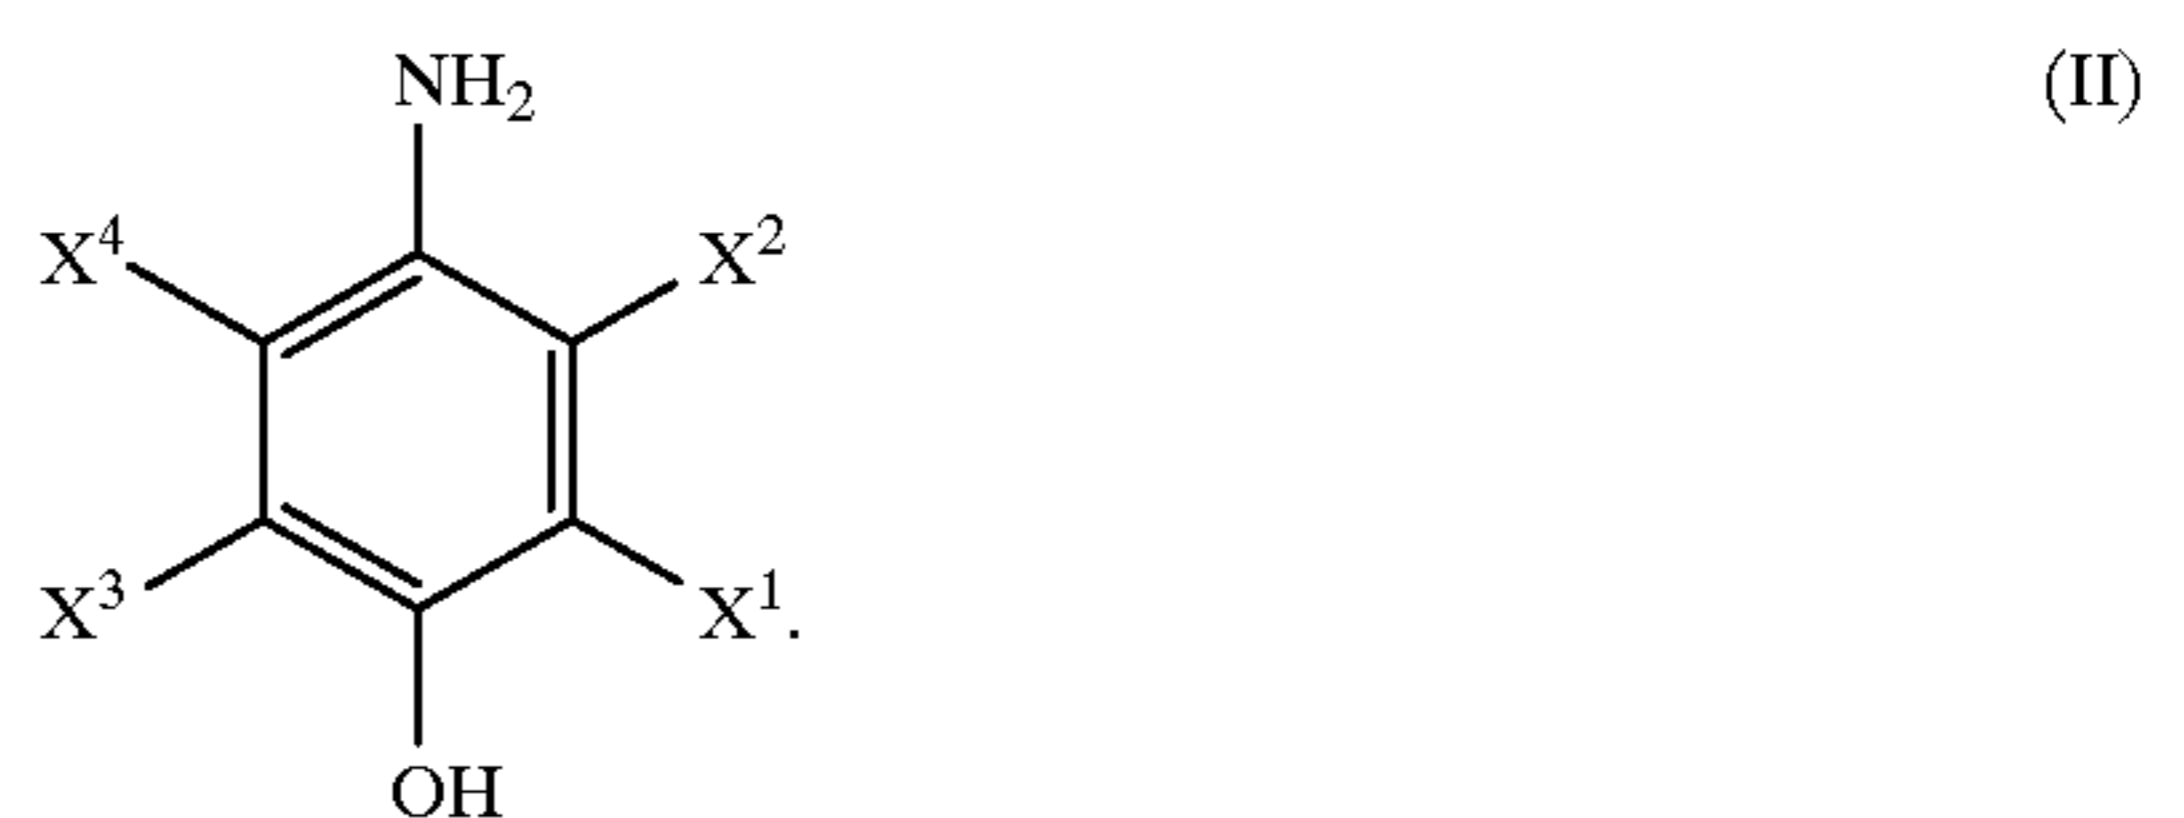 NH₂ (II)
X⁴ X²
X³ X¹.
OH